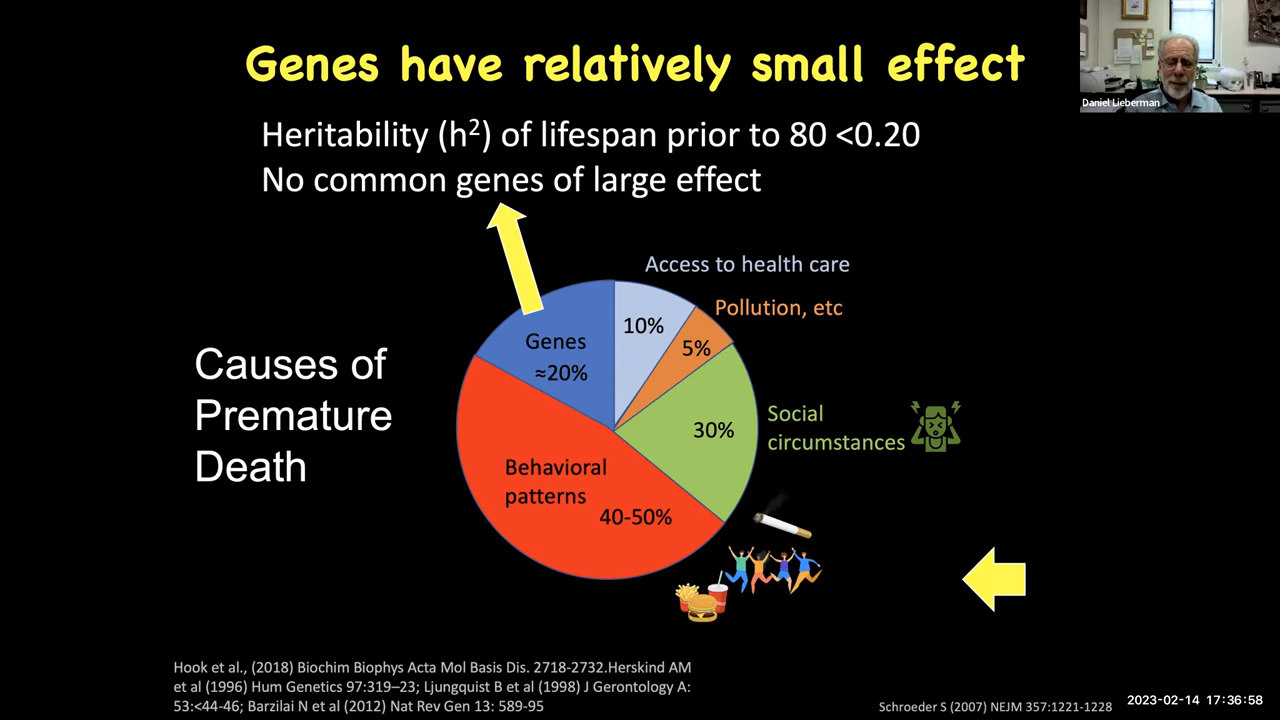 Genes have relatively small effect
Daniel Lieberman
Heritability (h²) of lifespan prior to 80 <0.20
No common genes of large effect
Access to health care
Pollution, etc
10%
5%
Genes
≈20%
Causes of
Premature
Death
30%
Social
circumstances
Behavioral
patterns
40-50%
Hook et al., (2018) Biochim Biophys Acta Mol Basis Dis. 2718-2732.Herskind AM
et al (1996) Hum Genetics 97:319–23; Ljungquist B et al (1998) J Gerontology A:
53:<44-46; Barzilai N et al (2012) Nat Rev Gen 13: 589-95
Schroeder S (2007) NEJM 357:1221-1228
2023-02-14 17:36:58